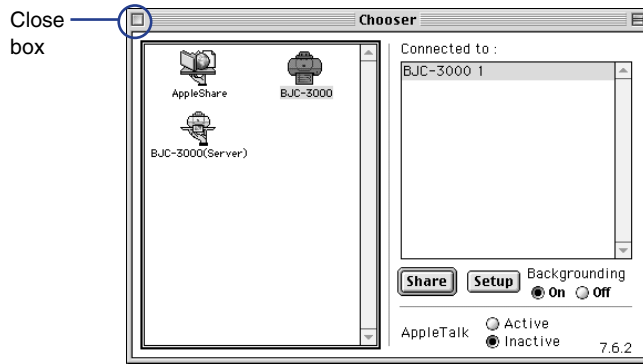 Close
box
Chooser
AppleShare
BJC-3000
BJC-3000(Server)
Connected to :
BJC-3000 1
Share
Setup
Backgrounding
On
Off
AppleTalk
Active
Inactive
7.6.2